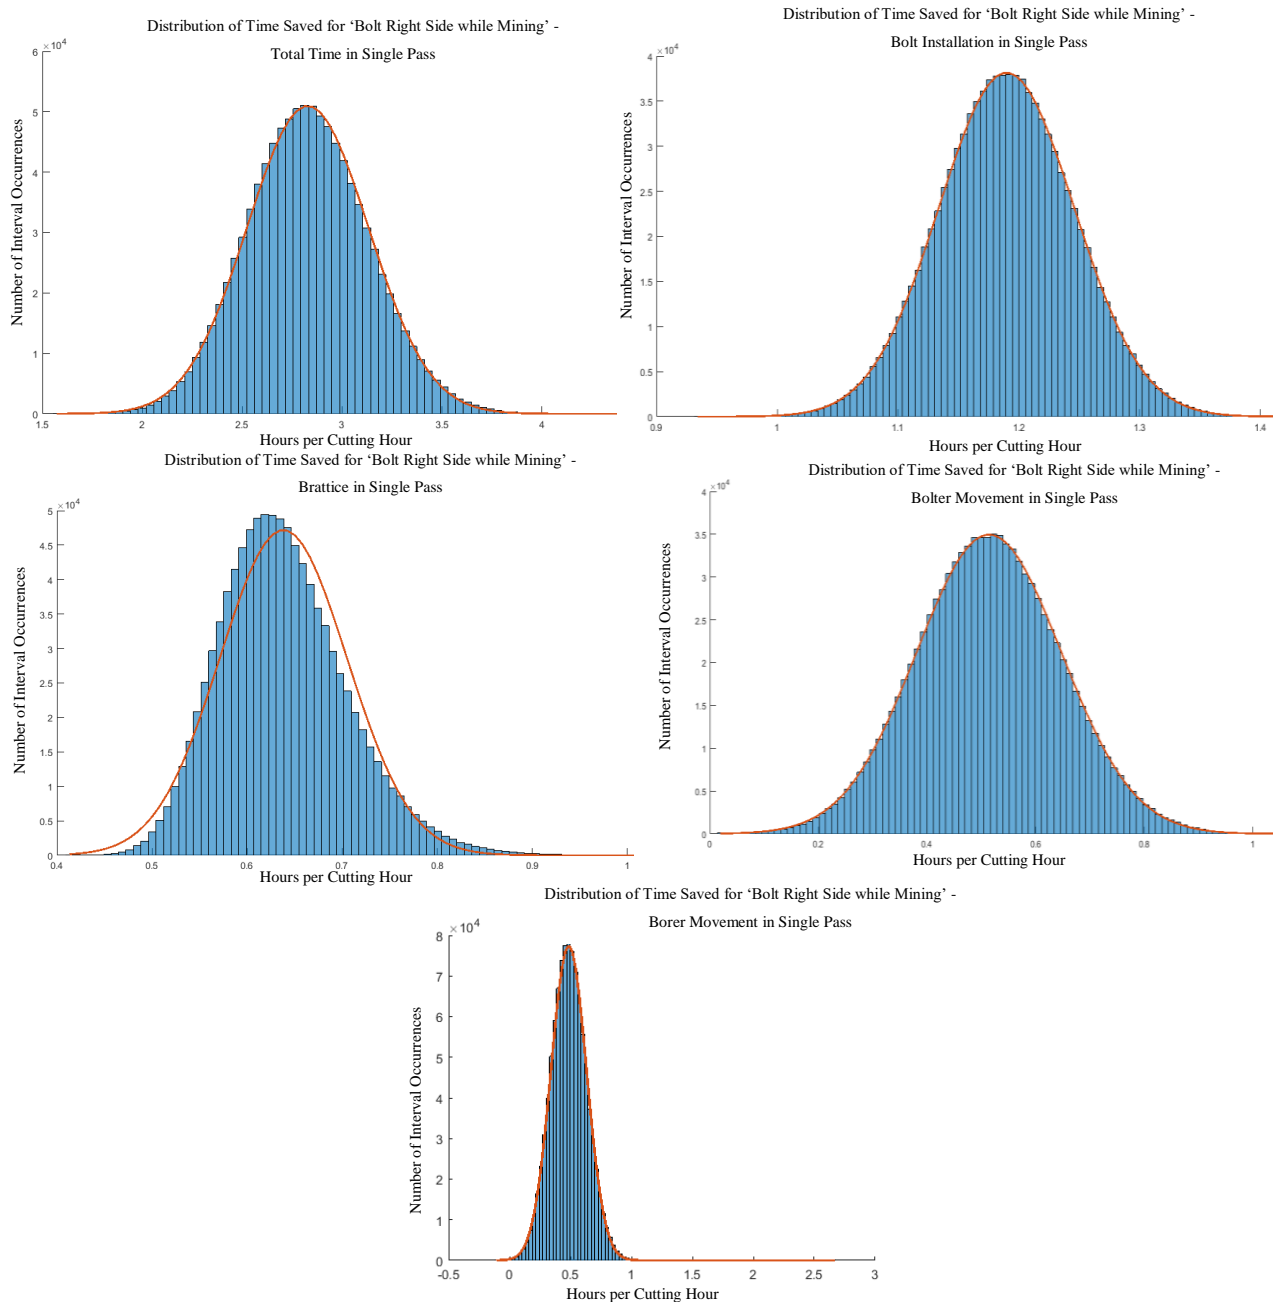 Distribution of Time Saved for ‘Bolt Right Side while Mining’ -
Total Time in Single Pass
×10⁴
6
5
4
3
2
1
0
Number of Interval Occurrences
1.5 2 2.5 3 3.5 4
Hours per Cutting Hour
Distribution of Time Saved for ‘Bolt Right Side while Mining’ -
Bolt Installation in Single Pass
×10⁴
4
3.5
3
2.5
2
1.5
1
0.5
0
Number of Interval Occurrences
0.9 1 1.1 1.2 1.3 1.4
Hours per Cutting Hour
Distribution of Time Saved for ‘Bolt Right Side while Mining’ -
Brattice in Single Pass
×10⁴
5
4.5
4
3.5
3
2.5
2
1.5
1
0.5
0
Number of Interval Occurrences
0.4 0.5 0.6 0.7 0.8 0.9 1
Hours per Cutting Hour
Distribution of Time Saved for ‘Bolt Right Side while Mining’ -
Bolter Movement in Single Pass
×10⁴
4
3.5
3
2.5
2
1.5
1
0.5
0
Number of Interval Occurrences
0 0.2 0.4 0.6 0.8 1
Hours per Cutting Hour
Distribution of Time Saved for ‘Bolt Right Side while Mining’ -
Borer Movement in Single Pass
×10⁴
8
7
6
5
4
3
2
1
0
Number of Interval Occurrences
-0.5 0 0.5 1 1.5 2 2.5 3
Hours per Cutting Hour